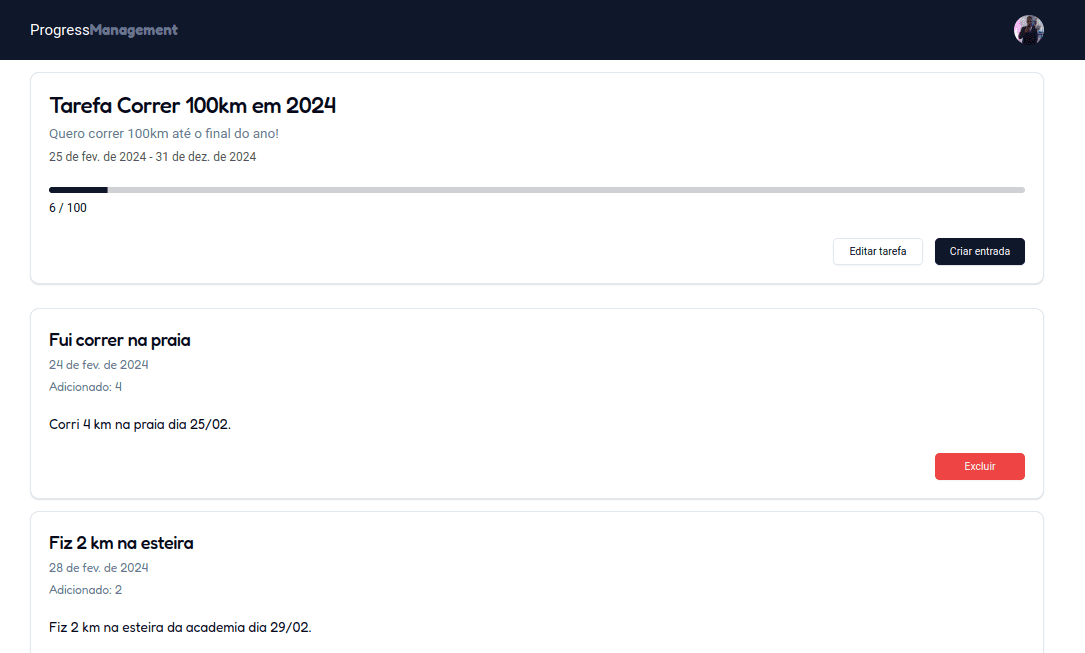 ProgressManagement
Tarefa Correr 100km em 2024
Quero correr 100km até o final do ano!
25 de fev. de 2024 - 31 de dez. de 2024
6 / 100
Editar tarefa
Criar entrada
Fui correr na praia
24 de fev. de 2024
Adicionado: 4
Corri 4 km na praia dia 25/02.
Excluir
Fiz 2 km na esteira
28 de fev. de 2024
Adicionado: 2
Fiz 2 km na esteira da academia dia 29/02.